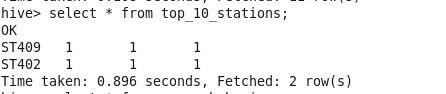 hive> select * from top_10_stations;
OK
ST409 1 1 1
ST402 1 1 1
Time taken: 0.896 seconds, Fetched: 2 row(s)